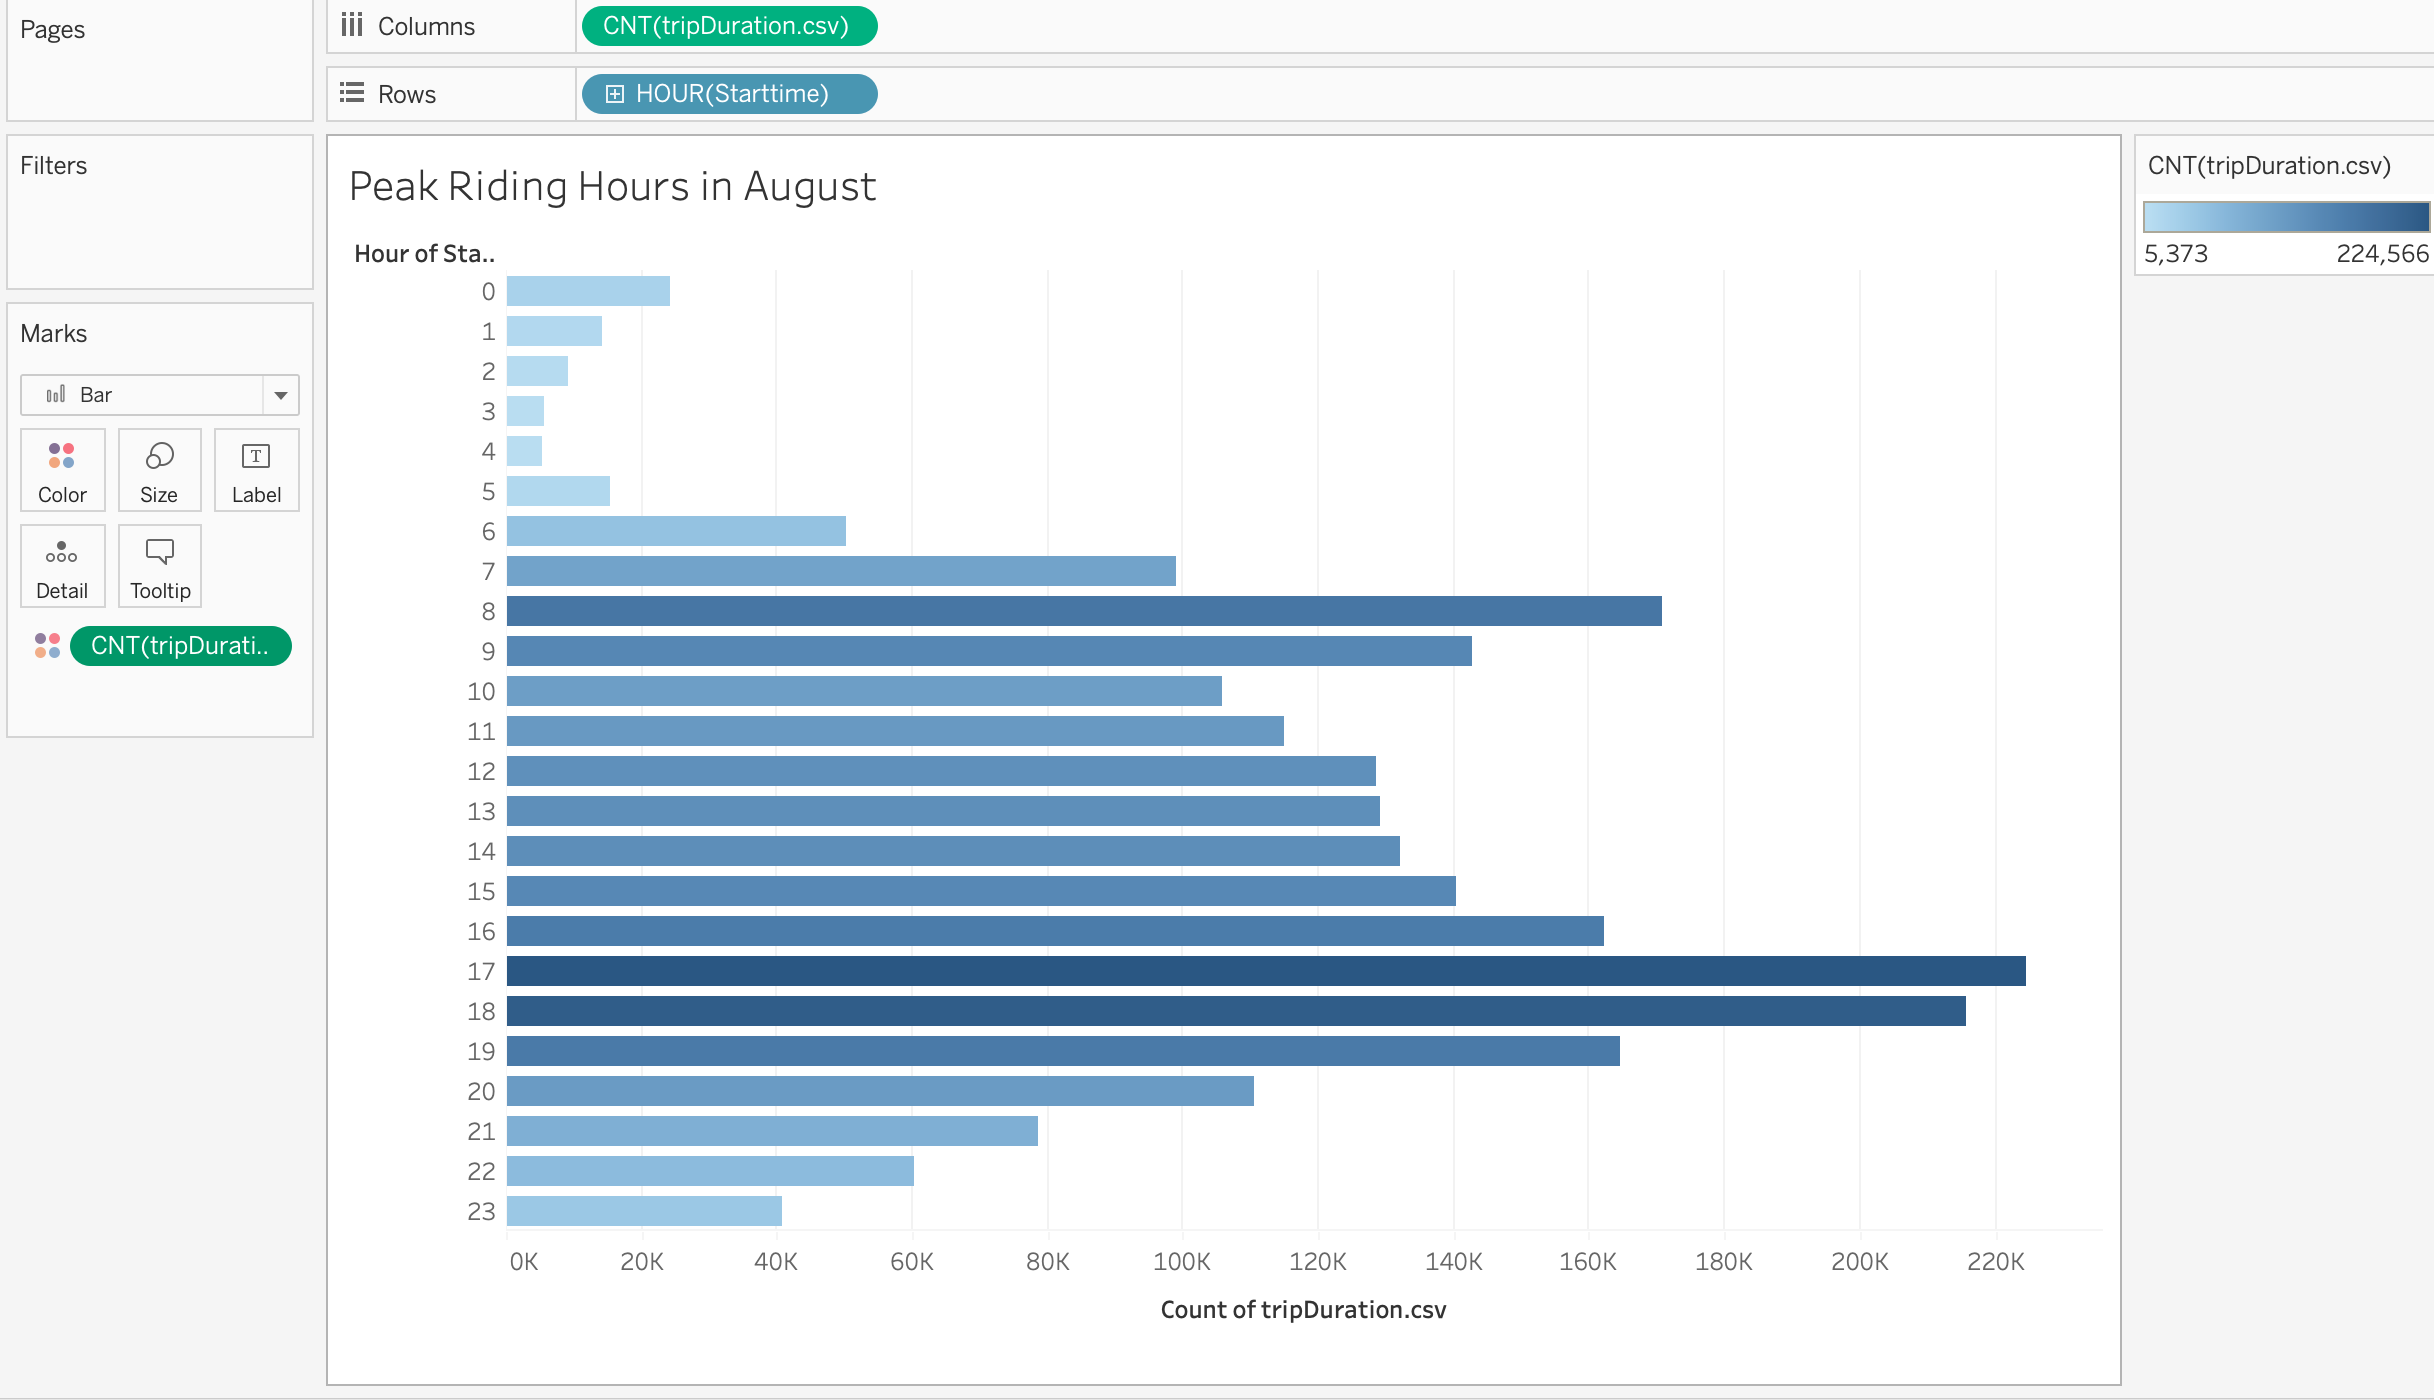 Pages
Columns
CNT(tripDuration.csv)
Rows
HOUR(Starttime)
Filters
Marks
Bar
Color
Size
T
Label
Detail
Tooltip
CNT(tripDurati..
Peak Riding Hours in August
Hour of Sta..
0
1
2
3
4
5
6
7
8
9
10
11
12
13
14
15
16
17
18
19
20
21
22
23
0K 20K 40K 60K 80K 100K 120K 140K 160K 180K 200K 220K
Count of tripDuration.csv
CNT(tripDuration.csv)
5,373 224,566